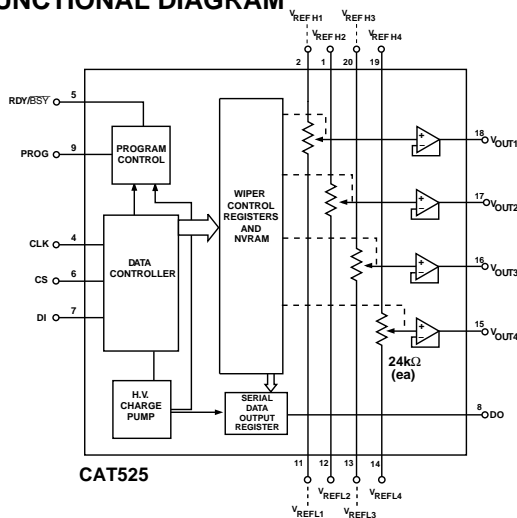 FUNCTIONAL DIAGRAM
VREF H1
VREF H2
VREF H3
VREF H4
2
1
20
19
5
RDY/BSY
9
PROG
PROGRAM
CONTROL
WIPER
CONTROL
REGISTERS
AND
NVRAM
+
–
18
VOUT1
+
–
17
VOUT2
+
–
16
VOUT3
+
–
15
VOUT4
4
CLK
6
CS
7
DI
DATA
CONTROLLER
24kΩ
(ea)
H.V.
CHARGE
PUMP
SERIAL
DATA
OUTPUT
REGISTER
8
DO
CAT525
11
12
13
14
VREFL1
VREFL2
VREFL3
VREFL4